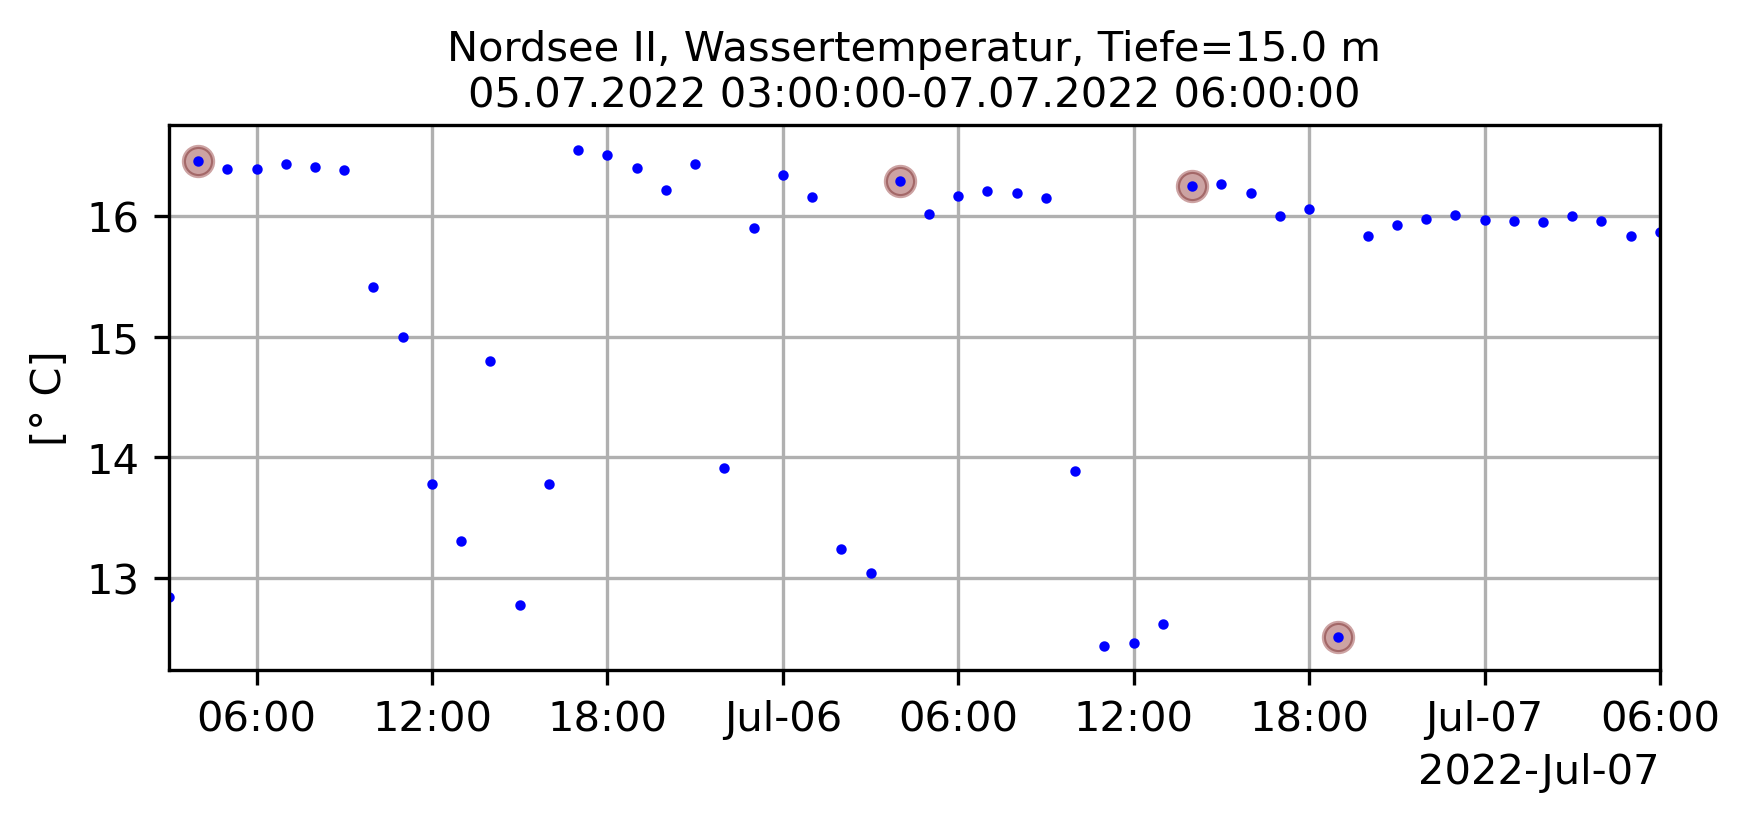 Nordsee II, Wassertemperatur, Tiefe=15.0 m
05.07.2022 03:00:00-07.07.2022 06:00:00
[° C]
16
15
14
13
06:00 12:00 18:00 Jul-06 06:00 12:00 18:00 Jul-07 06:00
2022-Jul-07